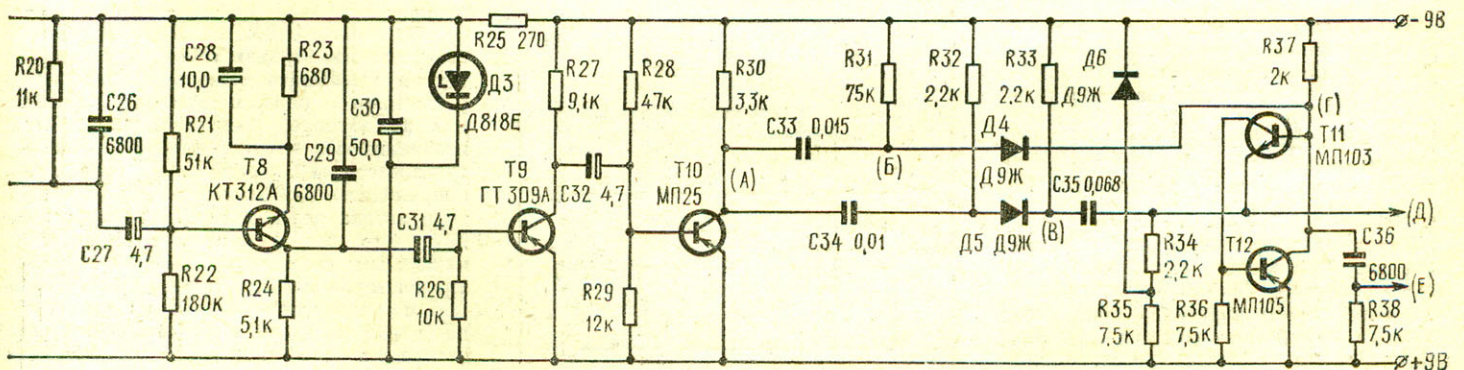 R20
11к
C26
6800
R21
51к
C27
4,7
R22
180к
C28
10,0
R23
680
T8
КТ312А
C29
6800
R24
5,1к
C30
50,0
R25 270
Д3
Д818Е
C31 4,7
R26
10к
R27
9,1к
T9
ГТ309А
R28
47к
C32 4,7
R29
12к
R30
3,3к
T10
МП25
(А)
C33 0,015
R31
75к
(Б)
C34 0,01
R32
2,2к
Д4
Д9Ж
Д5 Д9Ж
R33
2,2к
(В)
C35 0,068
Д6
Д9Ж
R34
2,2к
R35
7,5к
R36
7,5к
R37
2к
(Г)
T11
МП103
T12
МП105
(Д)
C36
6800
(Е)
R38
7,5к
-9В
+9В